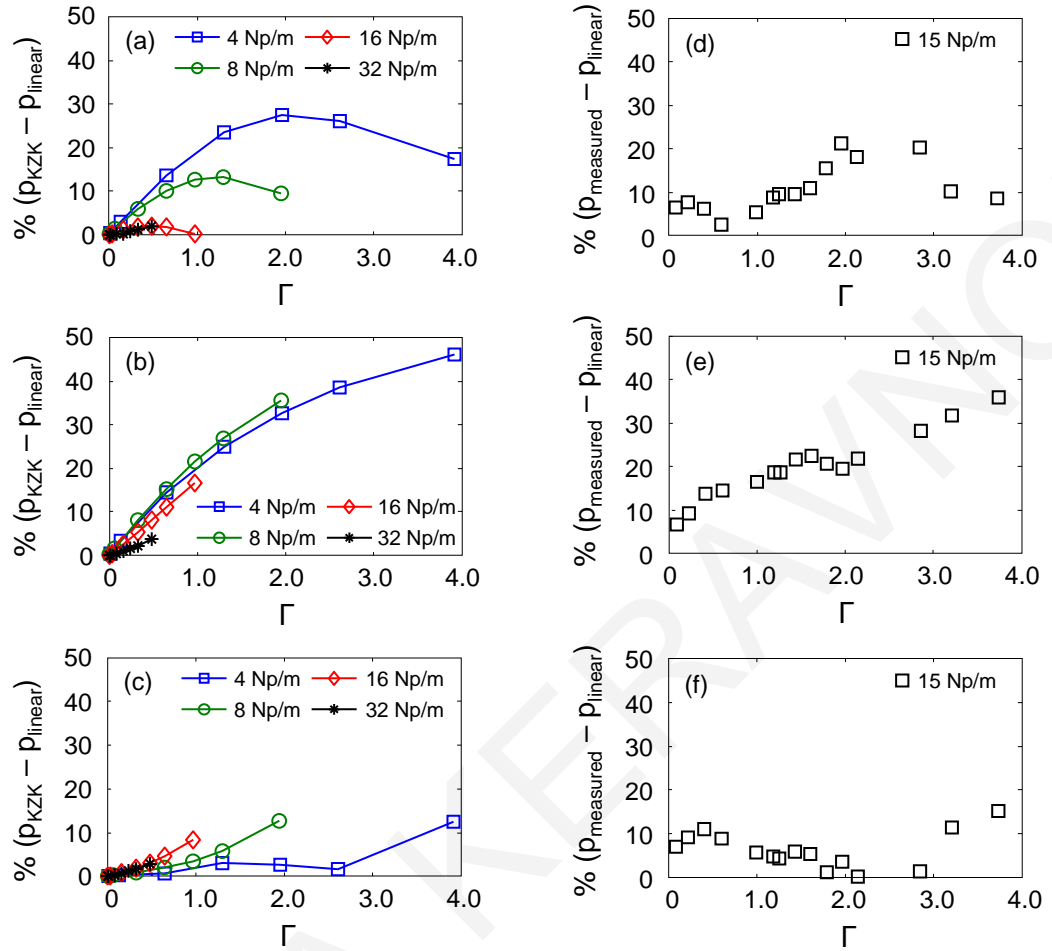 (a)
4 Np/m
16 Np/m
8 Np/m
32 Np/m
50
40
30
20
10
0
0
1.0
2.0
3.0
4.0
% (pKZK − plinear)
Γ
(d)
15 Np/m
50
40
30
20
10
0
0
1.0
2.0
3.0
4.0
% (pmeasured − plinear)
Γ
(b)
50
40
30
20
10
0
4 Np/m
16 Np/m
8 Np/m
32 Np/m
0
1.0
2.0
3.0
4.0
% (pKZK − plinear)
Γ
(e)
15 Np/m
50
40
30
20
10
0
0
1.0
2.0
3.0
4.0
% (pmeasured − plinear)
Γ
(c)
4 Np/m
16 Np/m
8 Np/m
32 Np/m
50
40
30
20
10
0
0
1.0
2.0
3.0
4.0
% (pKZK − plinear)
Γ
(f)
15 Np/m
50
40
30
20
10
0
0
1.0
2.0
3.0
4.0
% (pmeasured − plinear)
Γ
KERAVNO